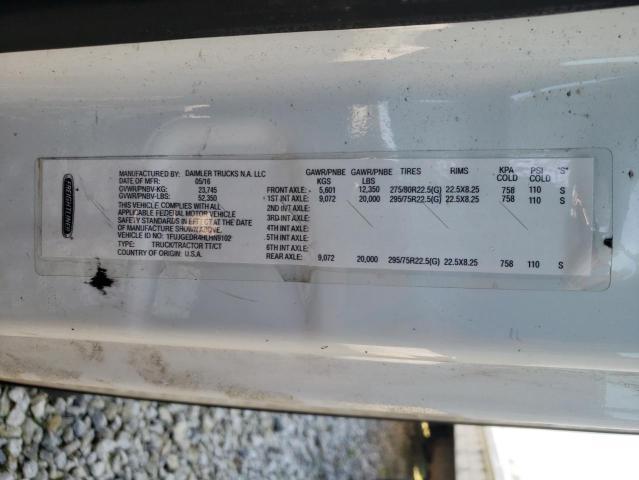 FREIGHTLINER
MANUFACTURED BY: DAIMLER TRUCKS N.A. LLC
DATE OF MFR: 05/16
GVWR/PNBV-KG: 23,745
GVWR/PNBV-LBS: 52,350
THIS VEHICLE COMPLIES WITH ALL
APPLICABLE FEDERAL MOTOR VEHICLE
SAFETY STANDARDS IN EFFECT AT THE DATE
OF MANUFACTURE SHOWN ABOVE.
VEHICLE ID NO.: 1FUJGEDR4HLHN9102
TYPE: TRUCK/TRACTOR TT/CT
COUNTRY OF ORIGIN: U.S.A.
GAWR/PNBE GAWR/PNBE TIRES RIMS KPA PSI "S"
KGS LBS COLD COLD
FRONT AXLE: 5,601 12,350 275/80R22.5(G) 22.5X8.25 758 110 S
1ST INT AXLE: 9,072 20,000 295/75R22.5(G) 22.5X8.25 758 110 S
2ND INT AXLE:
3RD INT AXLE:
4TH INT AXLE:
5TH INT AXLE:
6TH INT AXLE:
REAR AXLE: 9,072 20,000 295/75R22.5(G) 22.5X8.25 758 110 S